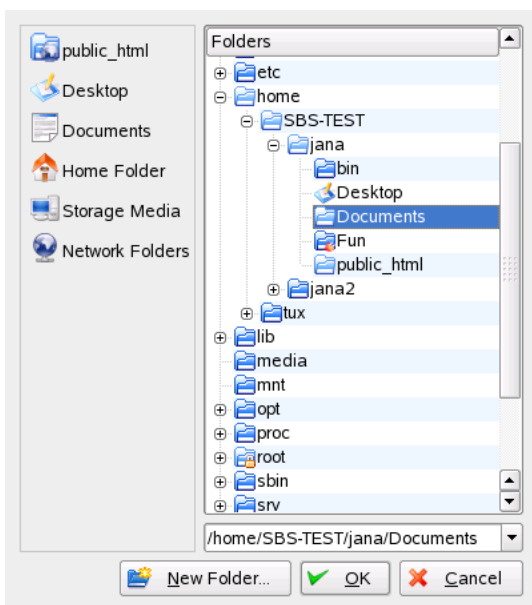 public_html
Desktop
Documents
Home Folder
Storage Media
Network Folders
Folders
etc
home
SBS-TEST
jana
bin
Desktop
Documents
Fun
public_html
jana2
tux
lib
media
mnt
opt
proc
root
sbin
srv
/home/SBS-TEST/jana/Documents
New Folder...
OK
Cancel